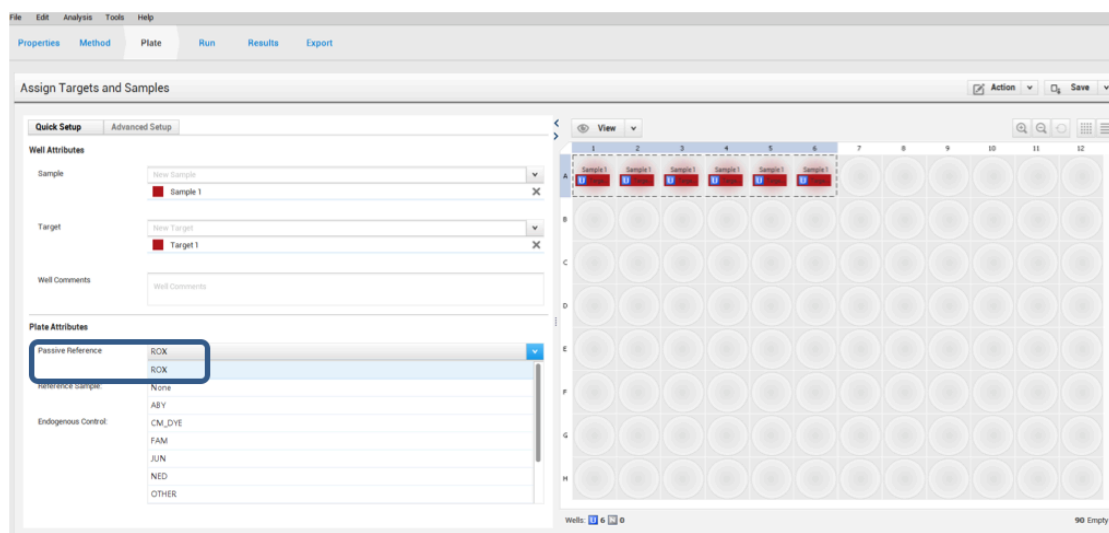 File Edit Analysis Tools Help
Properties Method Plate Run Results Export
Assign Targets and Samples
Action Save
Quick Setup Advanced Setup
View
Well Attributes
1 2 3 4 5 6 7 8 9 10 11 12
Sample New Sample
Sample 1
A Sample 1 Sample 1 Sample 1 Sample 1 Sample 1 Sample 1
U U U U U U
Target New Target
Target 1
B
Well Comments Well Comments
C
D
Plate Attributes
Passive Reference ROX
E
ROX
Reference Sample: None
F
ABY
Endogenous Control: CM_DYE
FAM
G
JUN
NED
H
OTHER
Wells: U 6 N 0 90 Empty